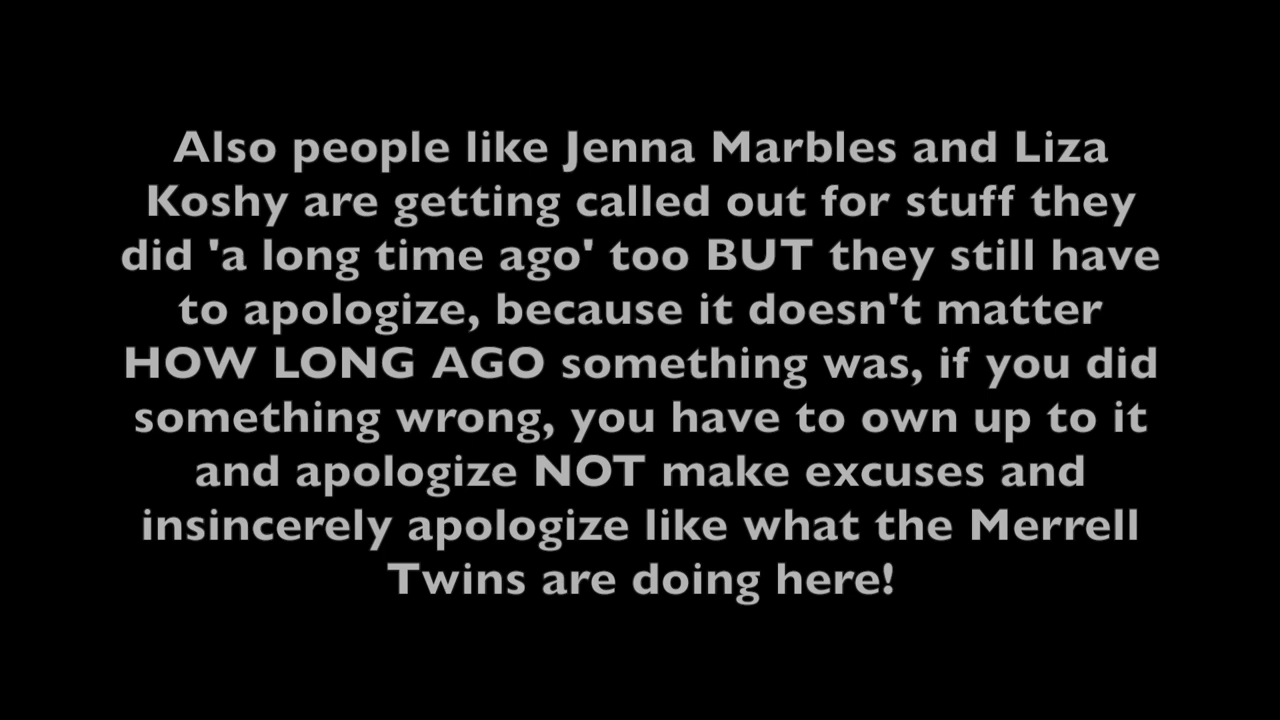 Also people like Jenna Marbles and Liza
Koshy are getting called out for stuff they
did 'a long time ago' too BUT they still have
to apologize, because it doesn't matter
HOW LONG AGO something was, if you did
something wrong, you have to own up to it
and apologize NOT make excuses and
insincerely apologize like what the Merrell
Twins are doing here!